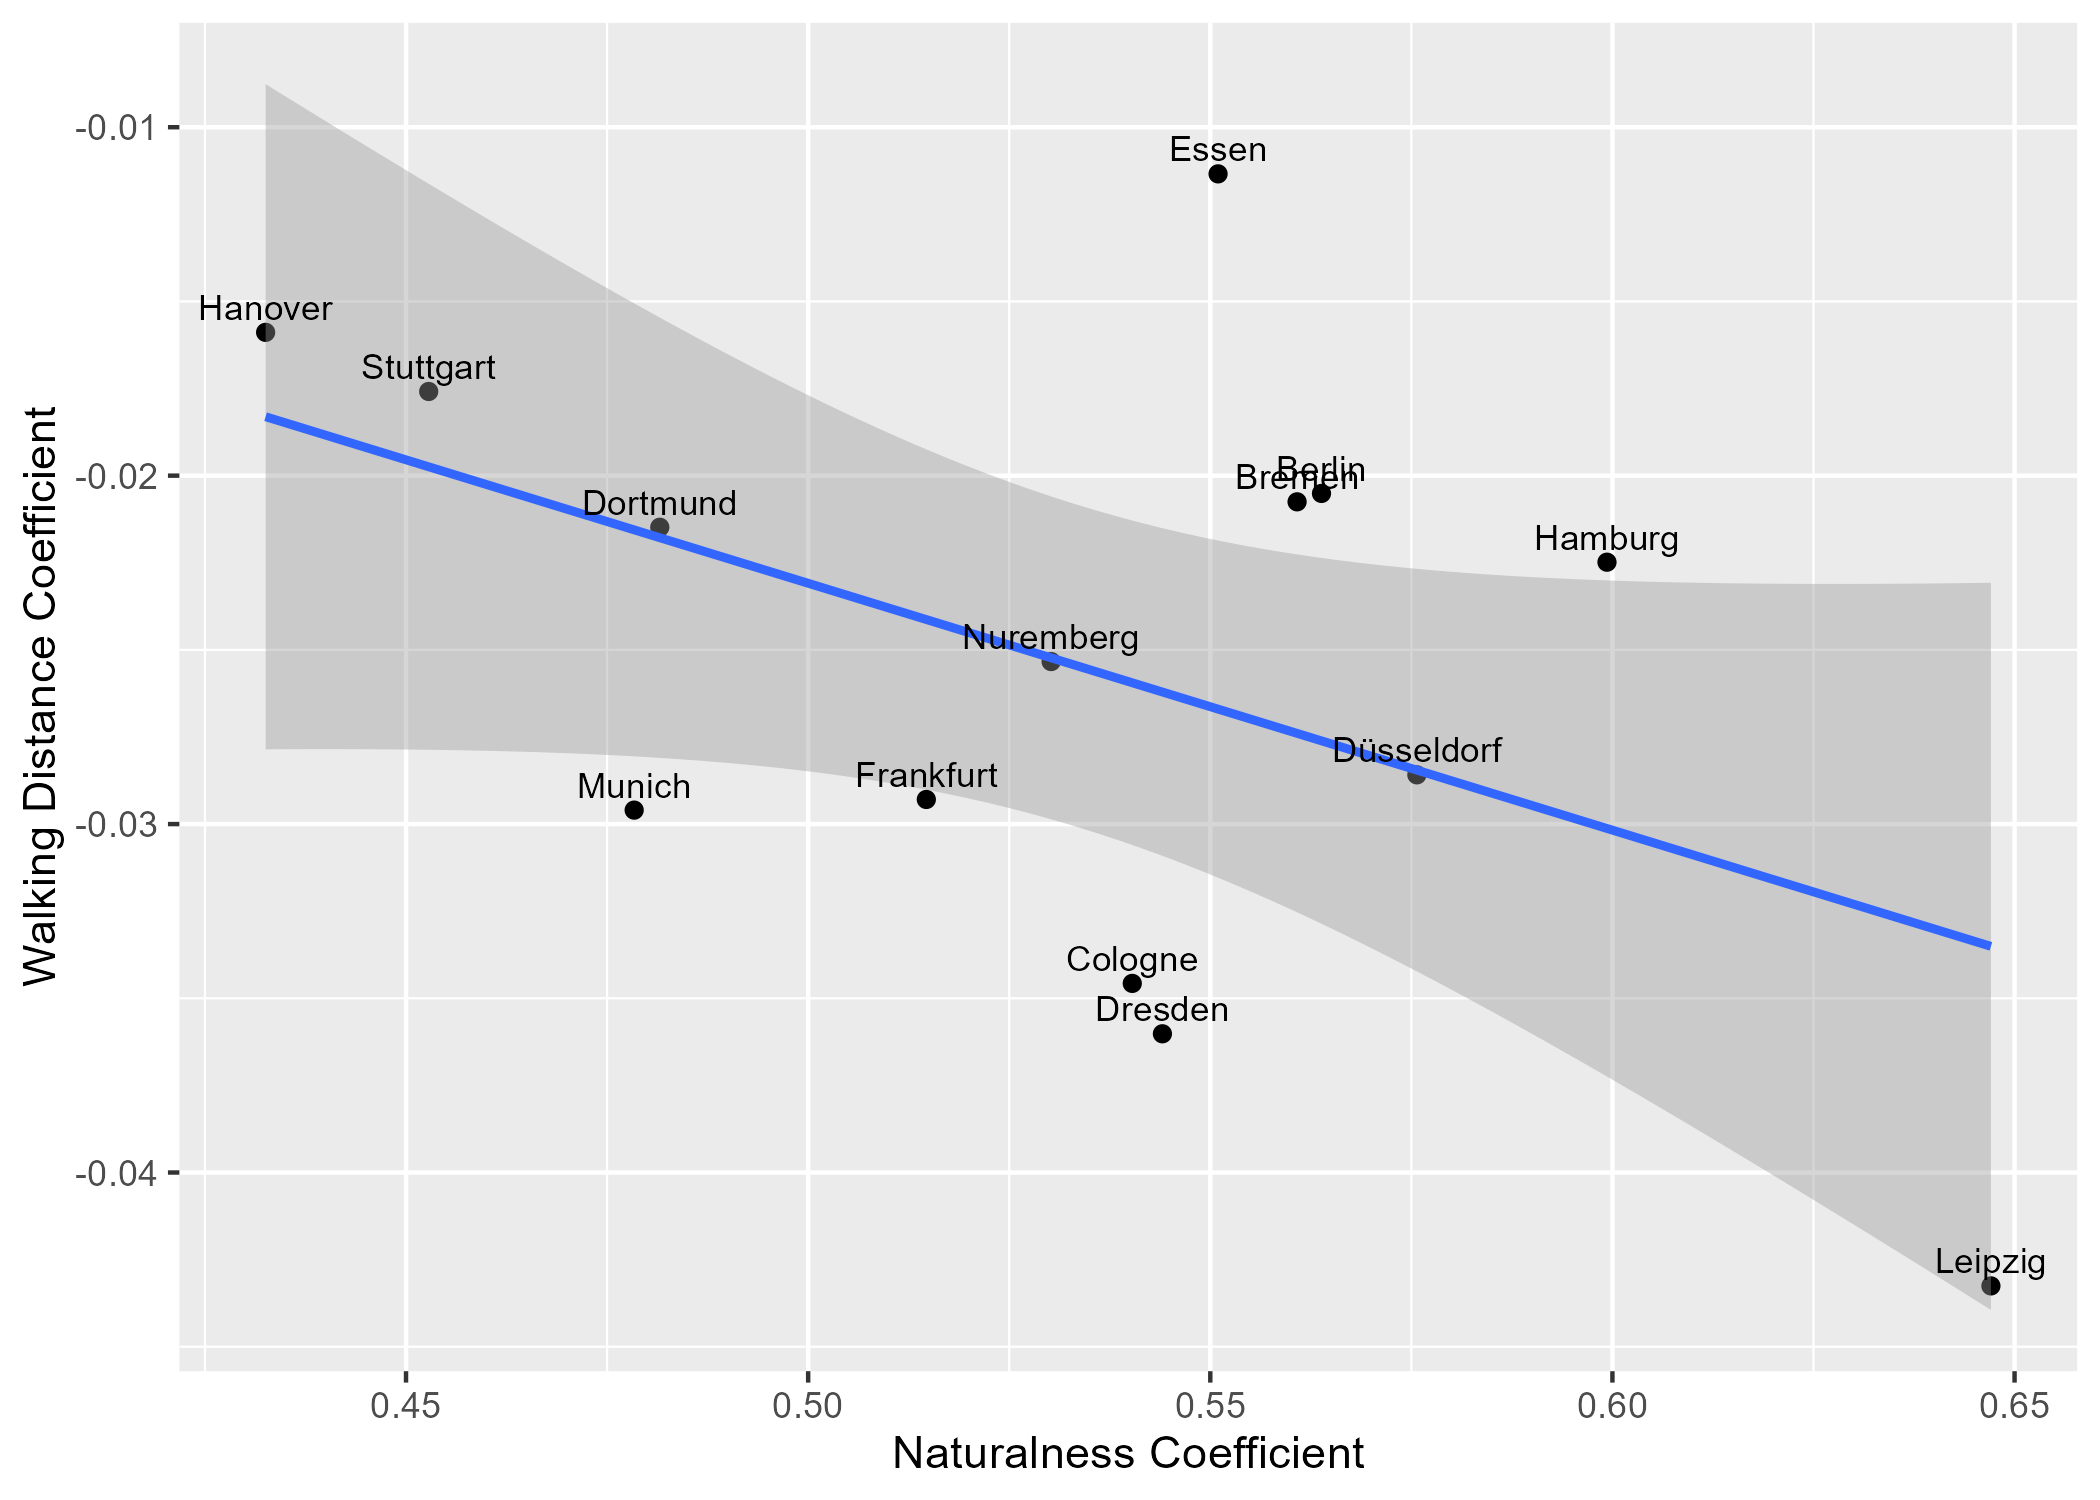 Walking Distance Coefficient
-0.01
-0.02
-0.03
-0.04
Essen
Hanover
Stuttgart
Berlin
Bremen
Dortmund
Hamburg
Nuremberg
Düsseldorf
Frankfurt
Munich
Cologne
Dresden
Leipzig
0.45 0.50 0.55 0.60 0.65
Naturalness Coefficient